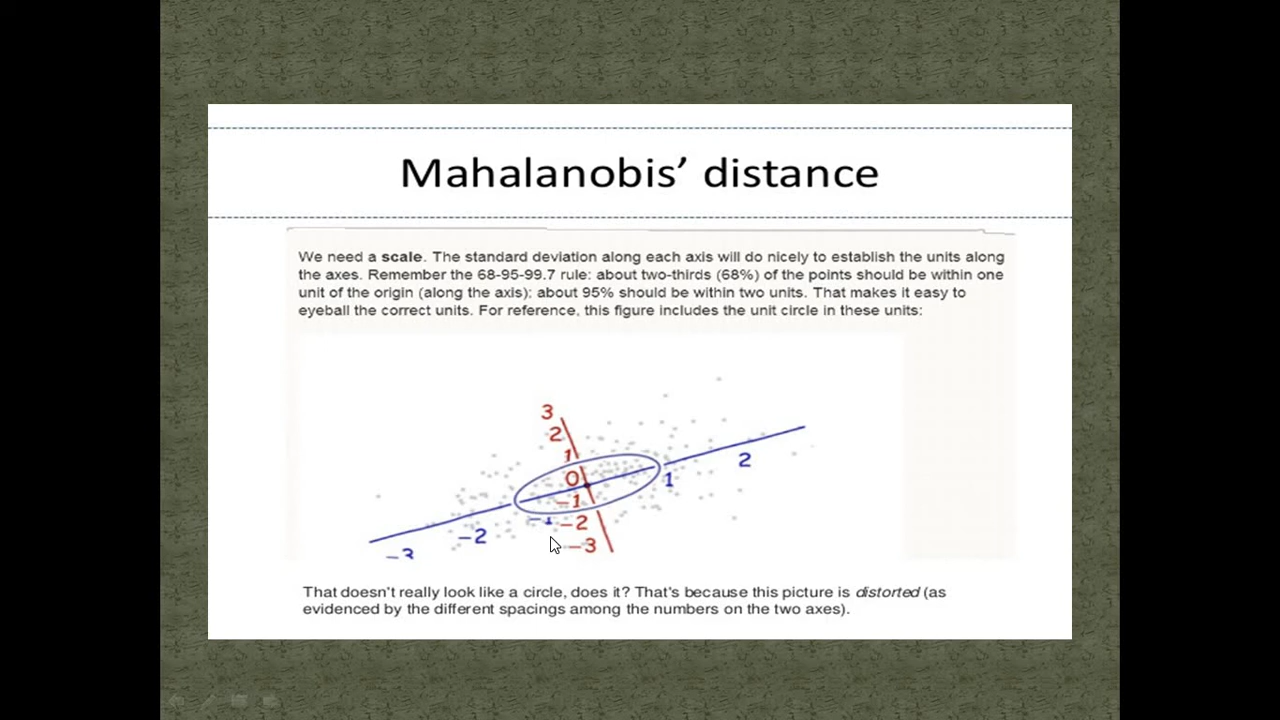 Mahalanobis’ distance
We need a scale. The standard deviation along each axis will do nicely to establish the units along
the axes. Remember the 68-95-99.7 rule: about two-thirds (68%) of the points should be within one
unit of the origin (along the axis); about 95% should be within two units. That makes it easy to
eyeball the correct units. For reference, this figure includes the unit circle in these units:
3
2
1
0
1
2
-1
-1
-2
-2
-3
-3
That doesn't really look like a circle, does it? That's because this picture is distorted (as
evidenced by the different spacings among the numbers on the two axes).